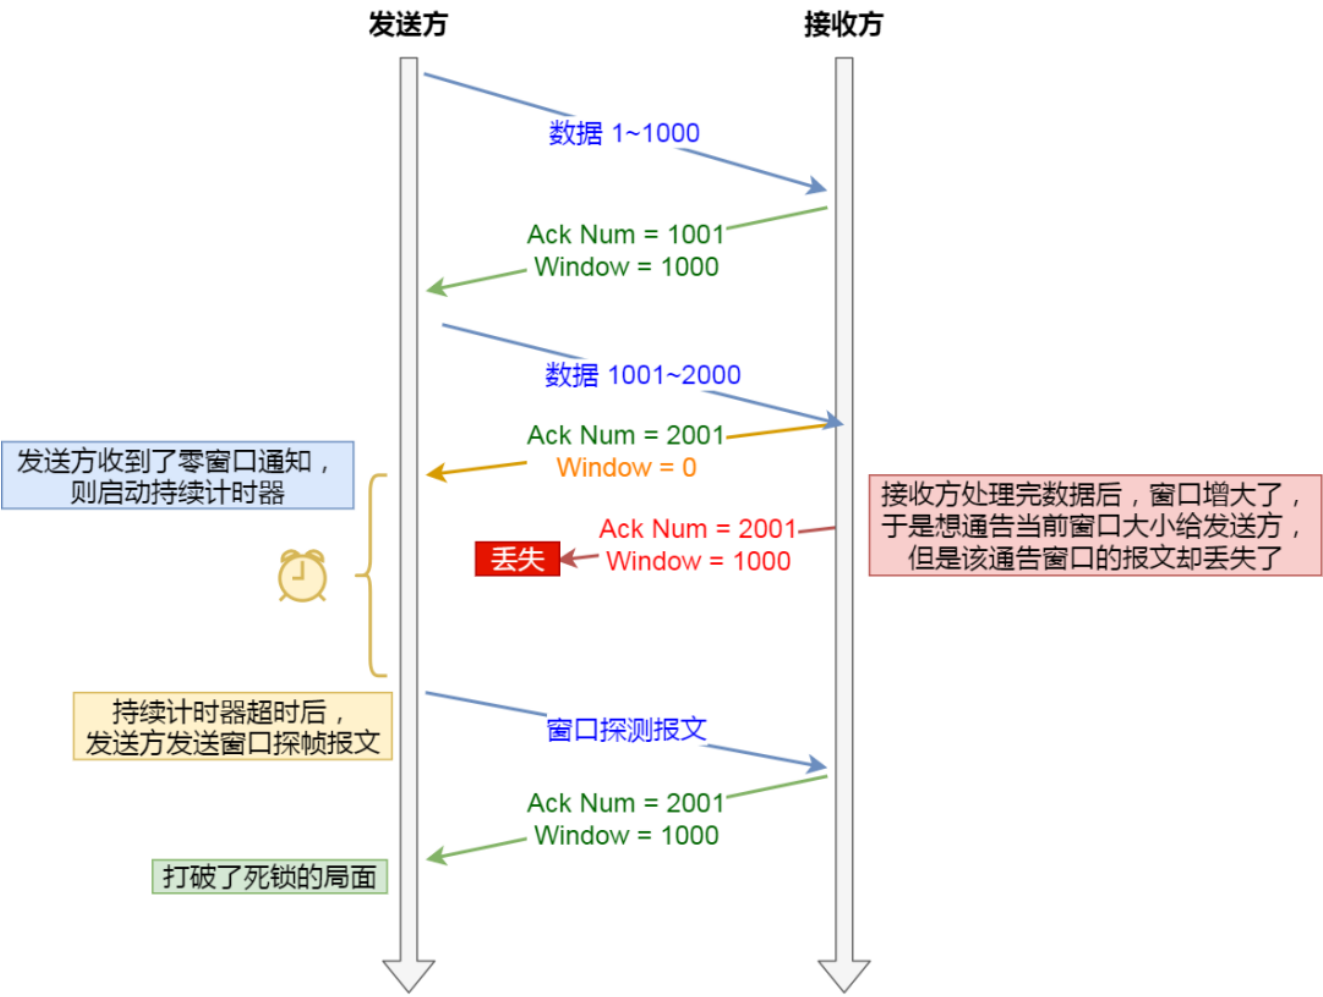 发送方
接收方
数据 1~1000
Ack Num = 1001
Window = 1000
数据 1001~2000
Ack Num = 2001
Window = 0
发送方收到了零窗口通知，
则启动持续计时器
接收方处理完数据后，窗口增大了，
于是想通告当前窗口大小给发送方，
但是该通告窗口的报文却丢失了
Ack Num = 2001
Window = 1000
丢失
持续计时器超时后，
发送方发送窗口探帧报文
窗口探测报文
Ack Num = 2001
Window = 1000
打破了死锁的局面